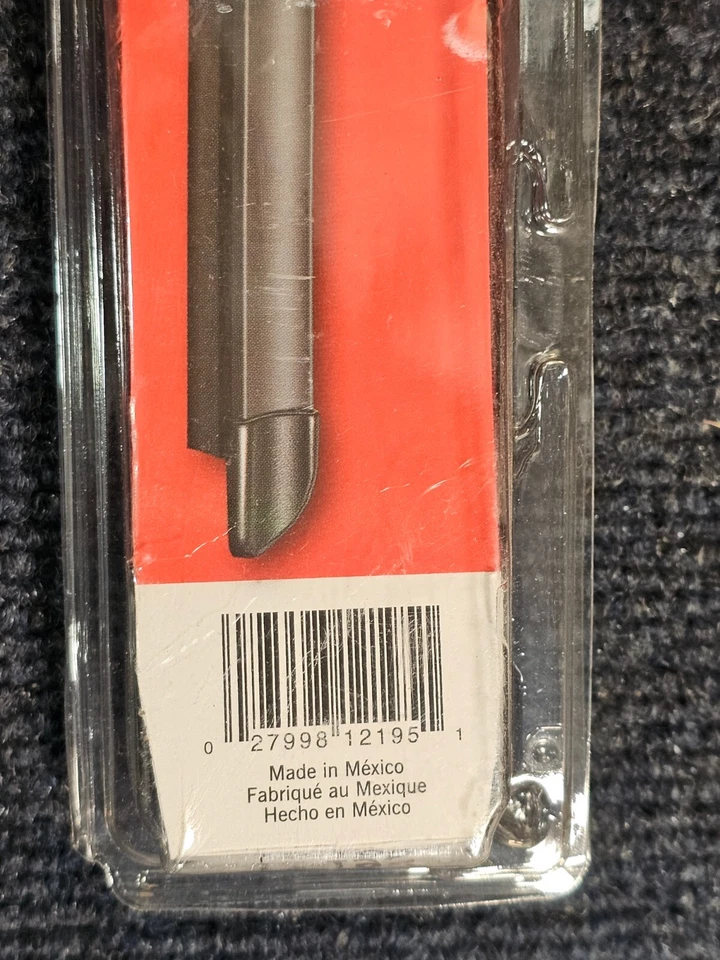 0 27998 12195 1
Made in México
Fabriqué au Mexique
Hecho en México